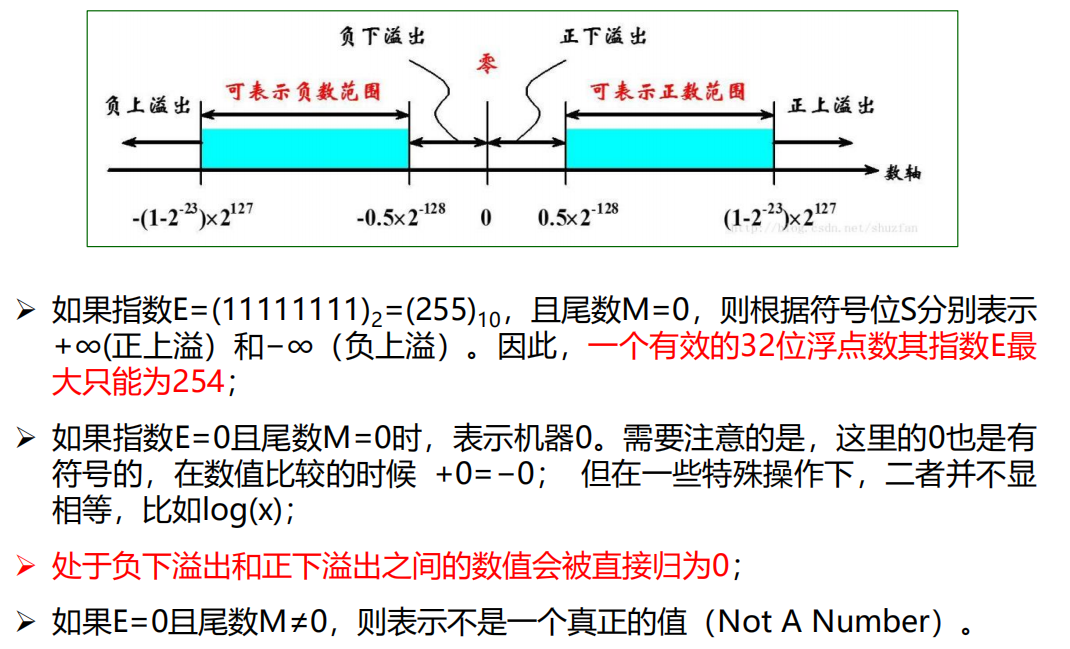 负下溢出 正下溢出
零
可表示负数范围 可表示正数范围
负上溢出 正上溢出
数轴
-(1-2⁻²³)×2¹²⁷ -0.5×2⁻¹²⁸ 0 0.5×2⁻¹²⁸ (1-2⁻²³)×2¹²⁷
http://blog.csdn.net/shuzfan
➢ 如果指数E=(11111111)₂=(255)₁₀，且尾数M=0，则根据符号位S分别表示
+∞(正上溢）和−∞（负上溢）。因此，一个有效的32位浮点数其指数E最
大只能为254；
➢ 如果指数E=0且尾数M=0时，表示机器0。需要注意的是，这里的0也是有
符号的，在数值比较的时候 +0=−0； 但在一些特殊操作下，二者并不显
相等，比如log(x)；
➢ 处于负下溢出和正下溢出之间的数值会被直接归为0；
➢ 如果E=0且尾数M≠0，则表示不是一个真正的值（Not A Number）。